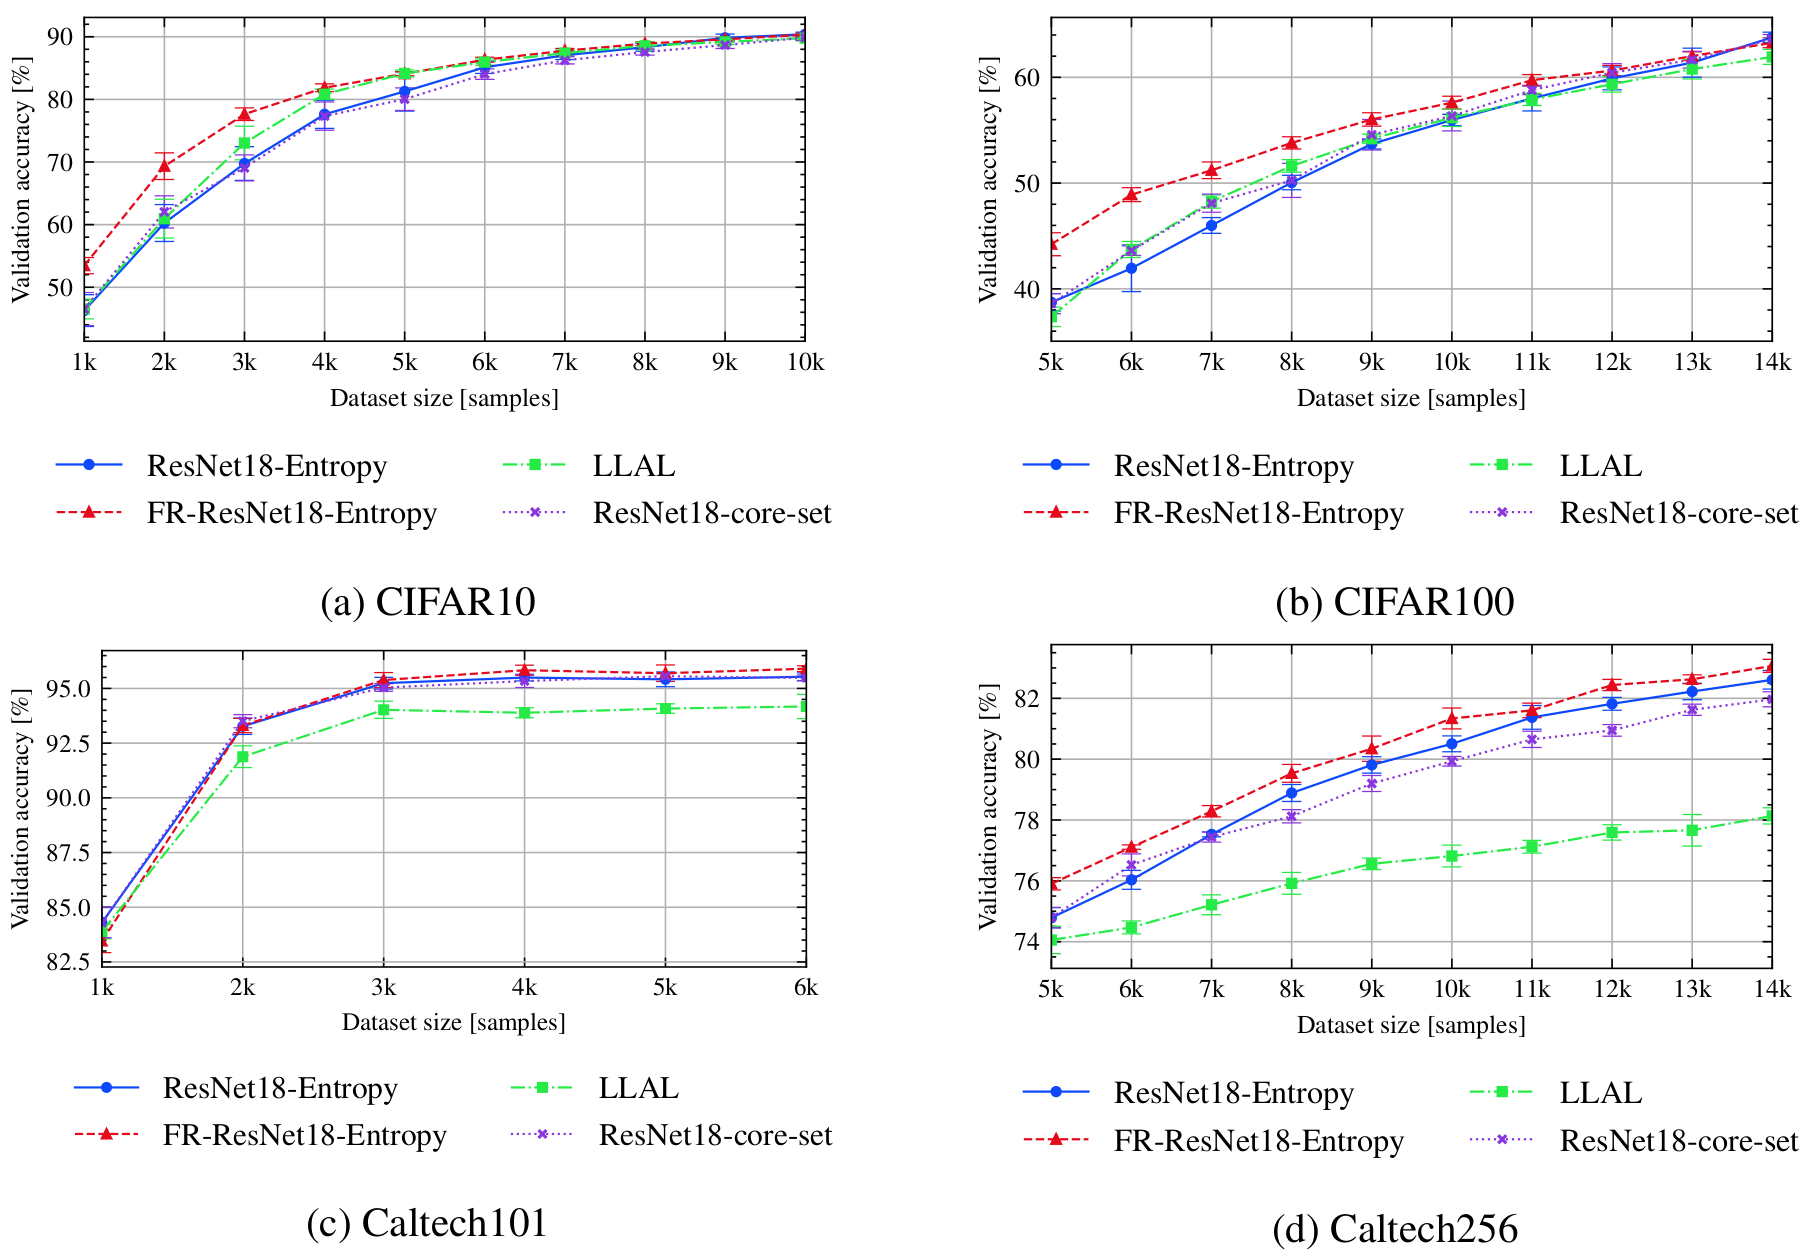 Validation accuracy [%]
90
80
70
60
50
1k 2k 3k 4k 5k 6k 7k 8k 9k 10k
Dataset size [samples]
ResNet18-Entropy
LLAL
FR-ResNet18-Entropy
ResNet18-core-set
(a) CIFAR10
Validation accuracy [%]
60
50
40
5k 6k 7k 8k 9k 10k 11k 12k 13k 14k
Dataset size [samples]
ResNet18-Entropy
LLAL
FR-ResNet18-Entropy
ResNet18-core-set
(b) CIFAR100
Validation accuracy [%]
95.0
92.5
90.0
87.5
85.0
82.5
1k 2k 3k 4k 5k 6k
Dataset size [samples]
ResNet18-Entropy
LLAL
FR-ResNet18-Entropy
ResNet18-core-set
(c) Caltech101
Validation accuracy [%]
82
80
78
76
74
5k 6k 7k 8k 9k 10k 11k 12k 13k 14k
Dataset size [samples]
ResNet18-Entropy
LLAL
FR-ResNet18-Entropy
ResNet18-core-set
(d) Caltech256